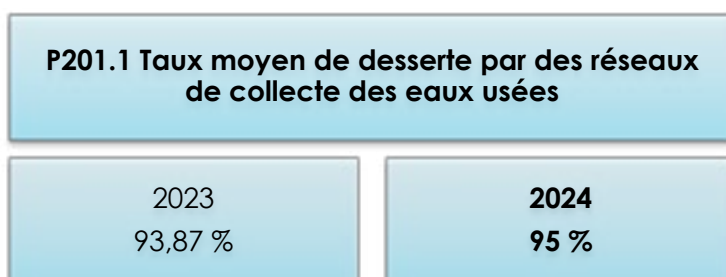 P201.1 Taux moyen de desserte par des réseaux
de collecte des eaux usées
2023
93,87 %
2024
95 %